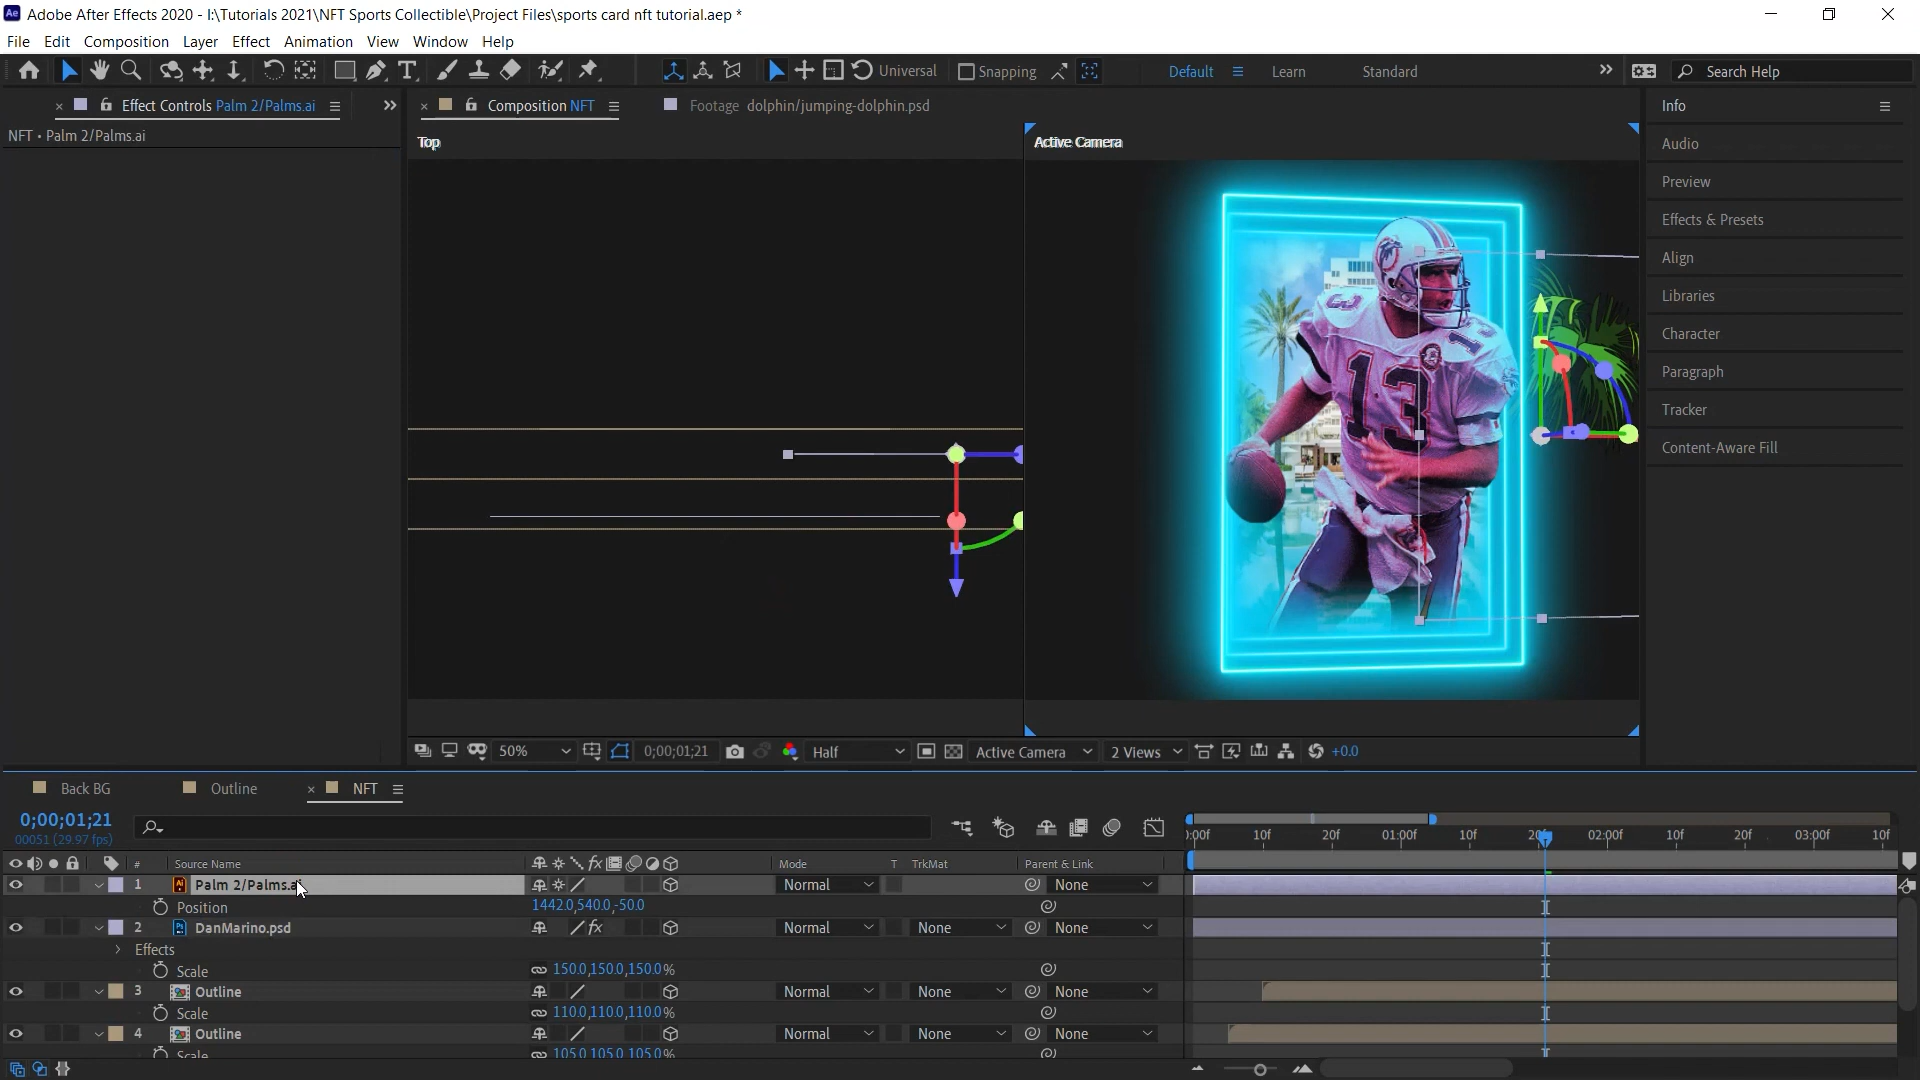 Adobe After Effects 2020 - I:\Tutorials 2021\NFT Sports Collectible\Project Files\sports card nft tutorial.aep *
File Edit Composition Layer Effect Animation View Window Help
Universal Snapping Default Learn Standard Search Help
Effect Controls Palm 2/Palms.ai
Composition NFT
Footage dolphin/jumping-dolphin.psd
Info
NFT • Palm 2/Palms.ai
Top
Active Camera
Audio
Preview
Effects & Presets
Align
Libraries
Character
Paragraph
Tracker
Content-Aware Fill
13
50% 0;00;01;21 Half Active Camera 2 Views +0.0
Back BG Outline NFT
0;00;01;21
00051 (29.97 fps)
):00f 10f 20f 01:00f 10f 20f 02:00f 10f 20f 03:00f 10f
# Source Name Mode T TrkMat Parent & Link
1 Palm 2/Palms.ai Normal None
Position 1442.0,540.0,-50.0
2 DanMarino.psd Normal None None
Effects
Scale 150.0,150.0,150.0%
3 Outline Normal None None
Scale 110.0,110.0,110.0%
4 Outline Normal None None
Scale 105.0,105.0,105.0%